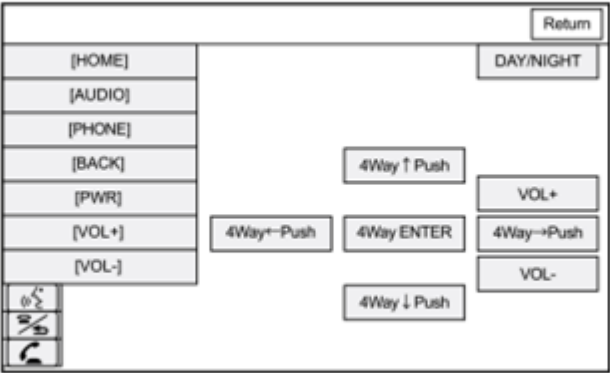 Return
[HOME]
DAY/NIGHT
[AUDIO]
[PHONE]
[BACK]
4Way↑Push
[PWR]
VOL+
[VOL+]
4Way←Push
4Way ENTER
4Way→Push
[VOL-]
VOL-
4Way↓Push